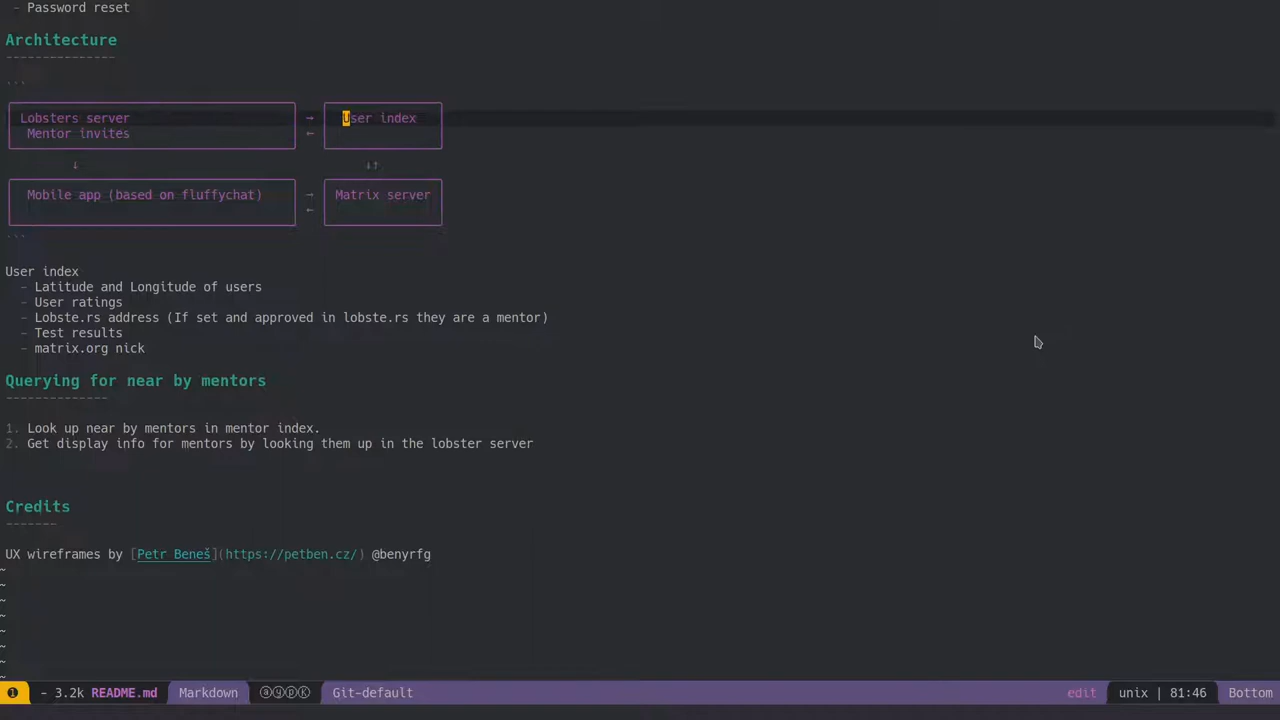 - Password reset
Architecture
---------------
```
Lobsters server → User index
Mentor invites ←
↓ ↓↑
Mobile app (based on fluffychat) → Matrix server
←
```
User index
- Latitude and Longitude of users
- User ratings
- Lobste.rs address (If set and approved in lobste.rs they are a mentor)
- Test results
- matrix.org nick
Querying for near by mentors
--------------
1. Look up near by mentors in mentor index.
2. Get display info for mentors by looking them up in the lobster server
Credits
-------
UX wireframes by [Petr Beneš](https://petben.cz/) @benyrfg
~
~
~
~
~
~
~
~
❶ - 3.2k README.md Markdown ⓐⓨⓟⓚ Git-default edit unix | 81:46 Bottom